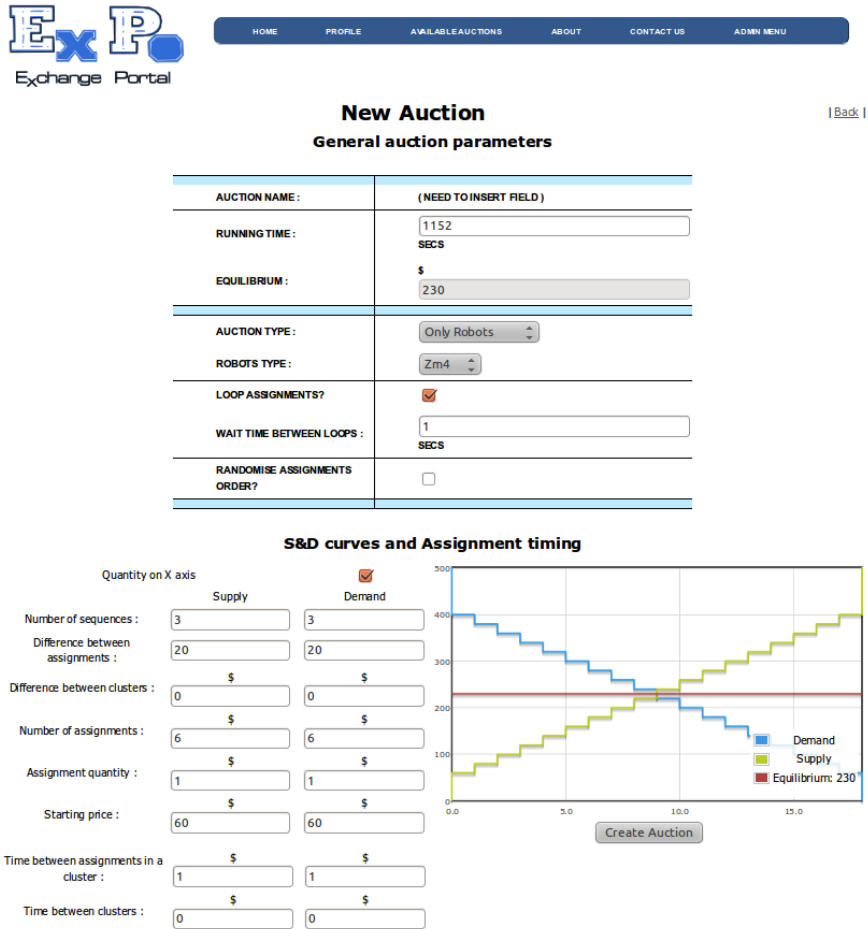 ExPo
Exchange Portal
HOME PROFILE AVAILABLE AUCTIONS ABOUT CONTACT US ADMIN MENU
New Auction
| Back |
General auction parameters
AUCTION NAME : ( NEED TO INSERT FIELD )
RUNNING TIME : 1152
SECS
$
EQUILIBRIUM : 230
AUCTION TYPE : Only Robots
ROBOTS TYPE : Zm4
LOOP ASSIGNMENTS?
WAIT TIME BETWEEN LOOPS : 1
SECS
RANDOMISE ASSIGNMENTS
ORDER?
S&D curves and Assignment timing
Quantity on X axis
Supply Demand
Number of sequences : 3 3
Difference between
assignments : 20 20
$ $
Difference between clusters : 0 0
$ $
Number of assignments : 6 6
$ $
Assignment quantity : 1 1
$ $
Starting price : 60 60
$ $
Time between assignments in a
cluster : 1 1
$ $
Time between clusters : 0 0
500
400
300
200
100
0
0.0 5.0 10.0 15.0
Demand
Supply
Equilibrium: 230
Create Auction